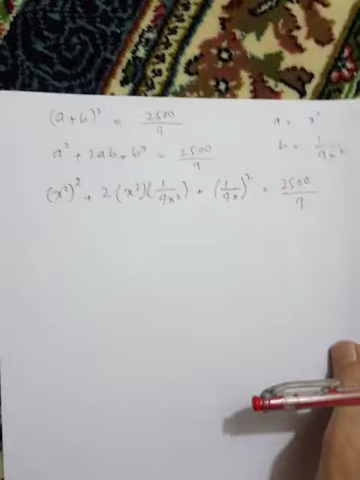 (a+b)² = 2500/9
a = x²
a² + 2ab + b² = 2500/9
b = 1/9x²
(x²)² + 2(x²)(1/9x²) + (1/9x)² = 2500/9